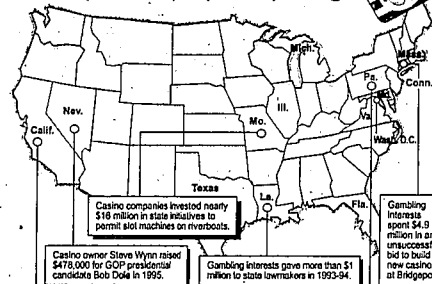 Mich.
Mass.
Conn.
Pa.
Nev.
Ill.
Mo.
Md.
Va.
Wash. D.C.
Calif.
Texas
La.
Fla.
Casino companies invested nearly
$16 million in state initiatives to
permit slot machines on riverboats.
Casino owner Steve Wynn raised
$478,000 for GOP presidential
candidate Bob Dole in 1995.
Gambling interests gave more than $1
million to state lawmakers in 1993-94.
Gambling
interests
spent $4.9
million in an
unsuccessful
bid to build
new casino
at Bridgeport